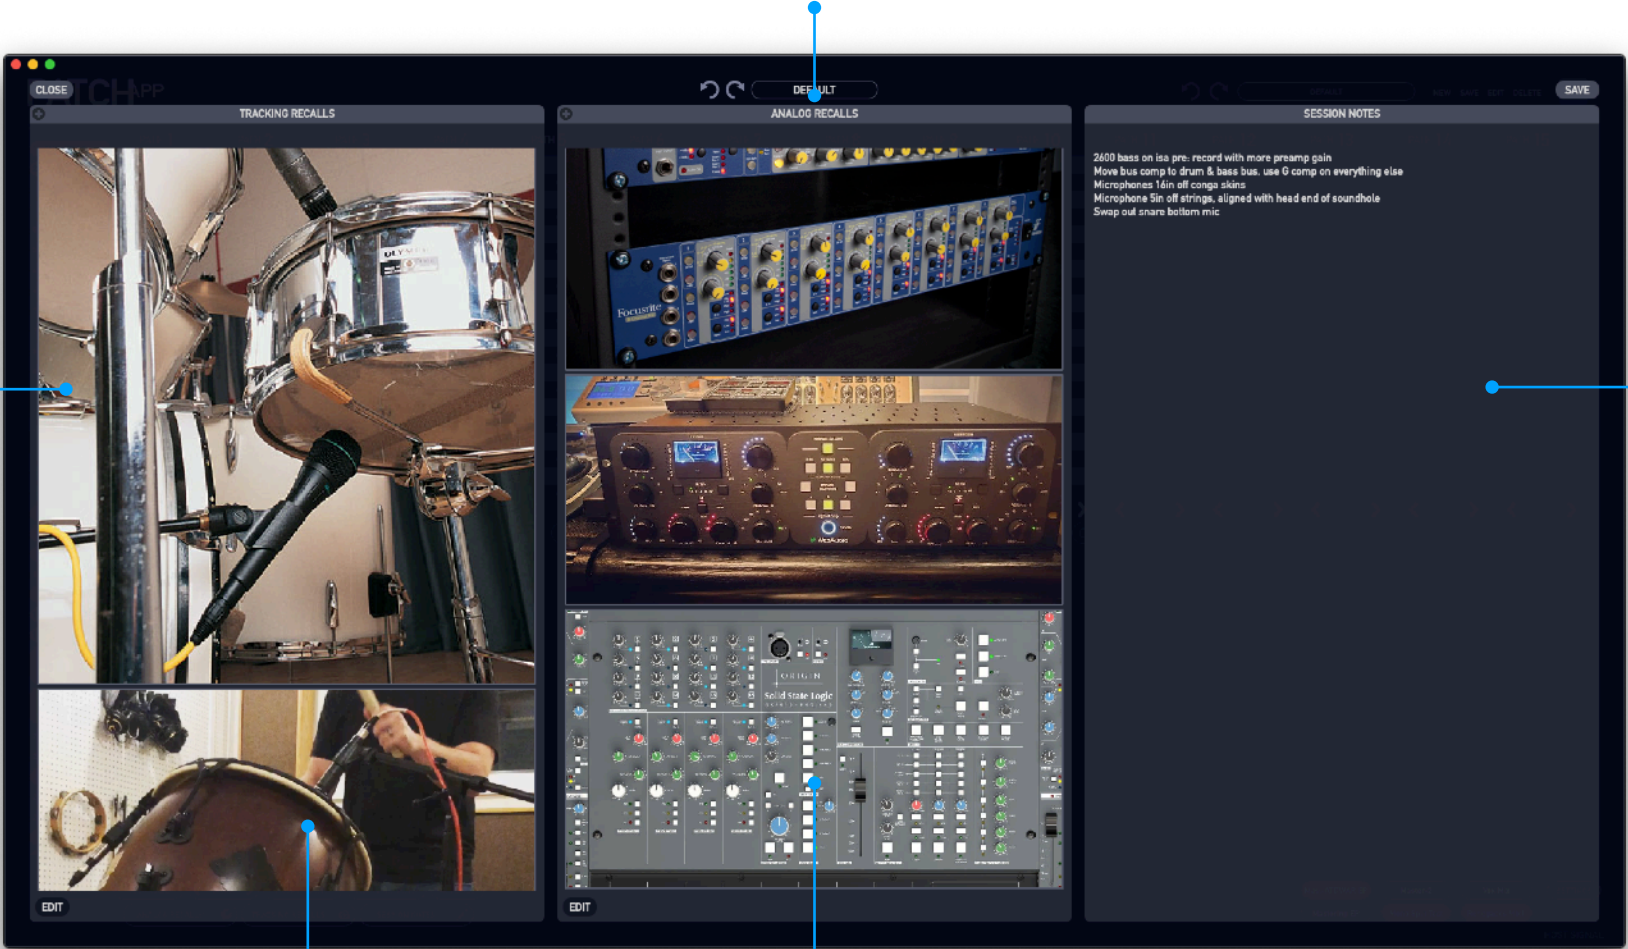 CLOSE
PATCH APP
DEFAULT
SAVE
TRACKING RECALLS
ANALOG RECALLS
SESSION NOTES
2600 bass on isa pre: record with more preamp gain
Move bus comp to drum & bass bus, use G comp on everything else
Microphones 16in off conga skins
Microphone 5in off strings, aligned with head end of soundhole
Swap out snare bottom mic
Focusrite
ORIGIN
Solid State Logic
EDIT
EDIT